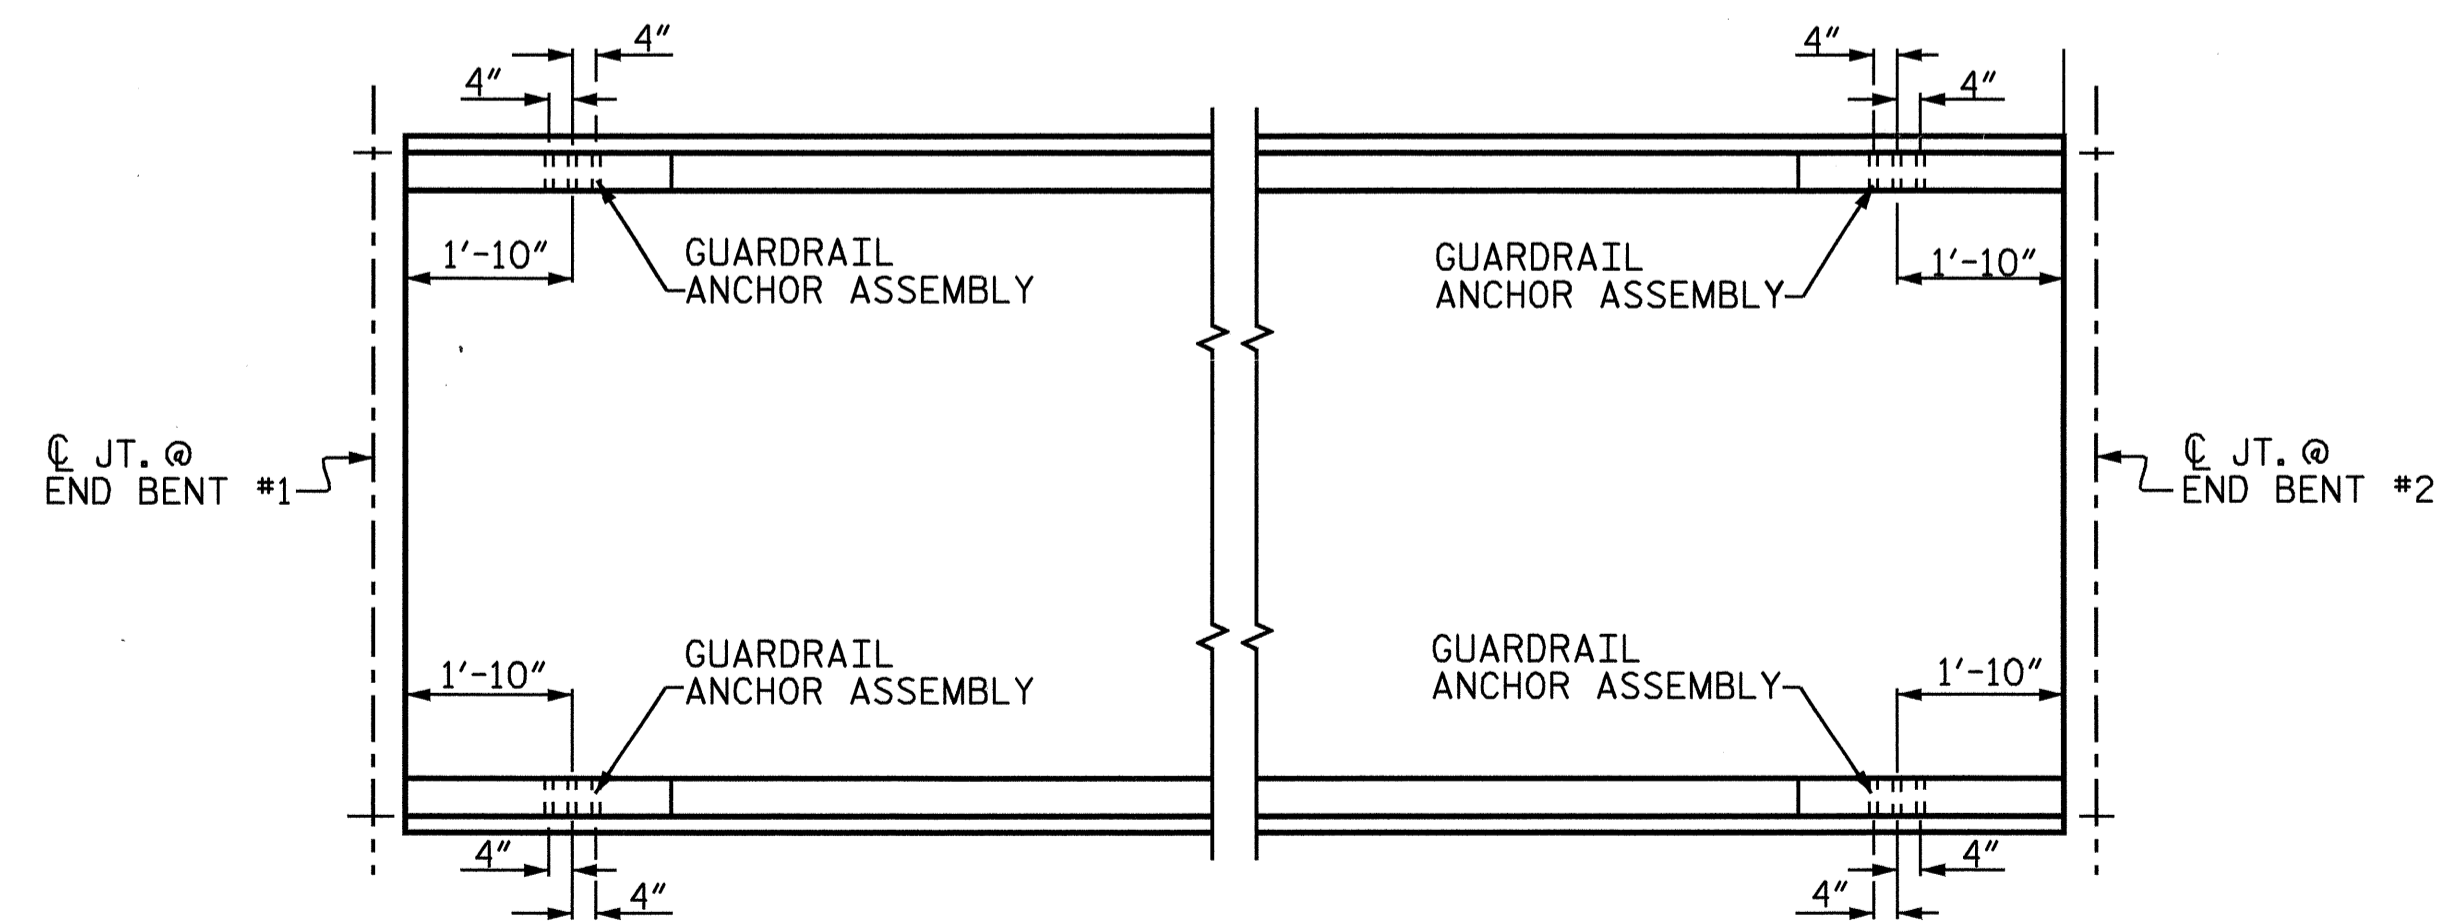 4"
4"
4"
4"
1'-10"
GUARDRAIL
ANCHOR ASSEMBLY
GUARDRAIL
ANCHOR ASSEMBLY
1'-10"
℄ JT. @
END BENT #1
℄ JT. @
END BENT #2
1'-10"
GUARDRAIL
ANCHOR ASSEMBLY
GUARDRAIL
ANCHOR ASSEMBLY
1'-10"
4"
4"
4"
4"